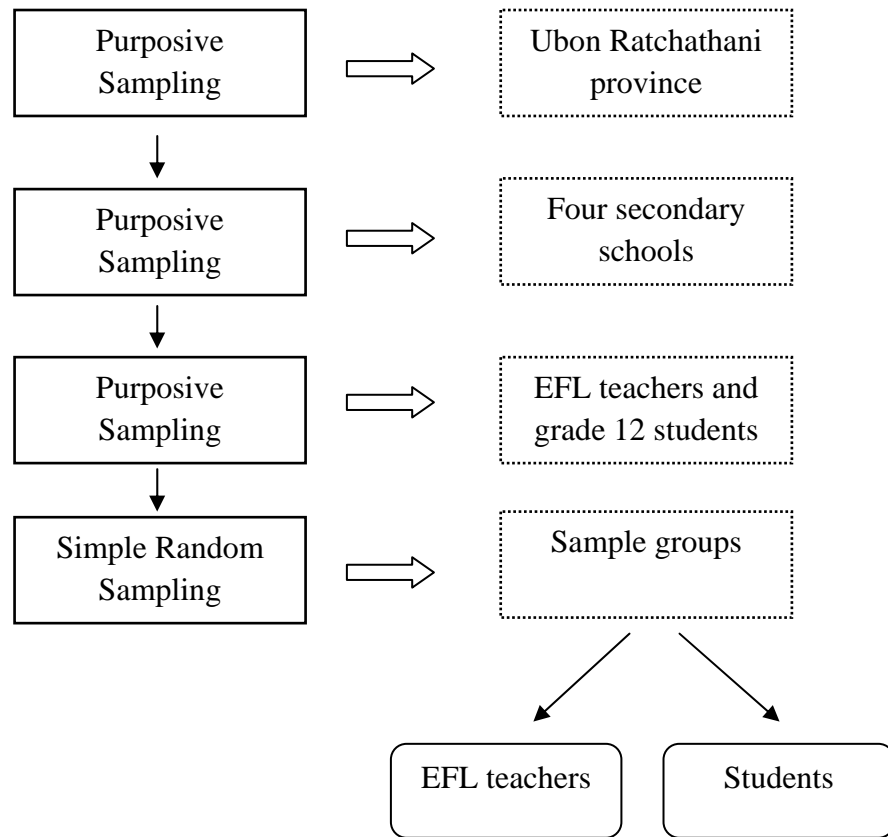 Purposive
Sampling
Ubon Ratchathani
province
Purposive
Sampling
Four secondary
schools
Purposive
Sampling
EFL teachers and
grade 12 students
Simple Random
Sampling
Sample groups
EFL teachers
Students